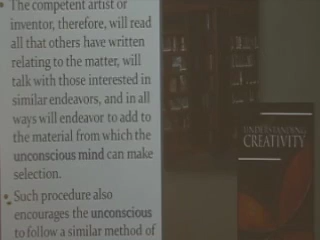 • The competent artist or
inventor, therefore, will read
all that others have written
relating to the matter, will
talk with those interested in
similar endeavors, and in all
ways will endeavor to add to
the material from which the
unconscious mind can make
selection.
• Such procedure also
encourages the unconscious
to follow a similar method of
UNDERSTANDING
CREATIVITY